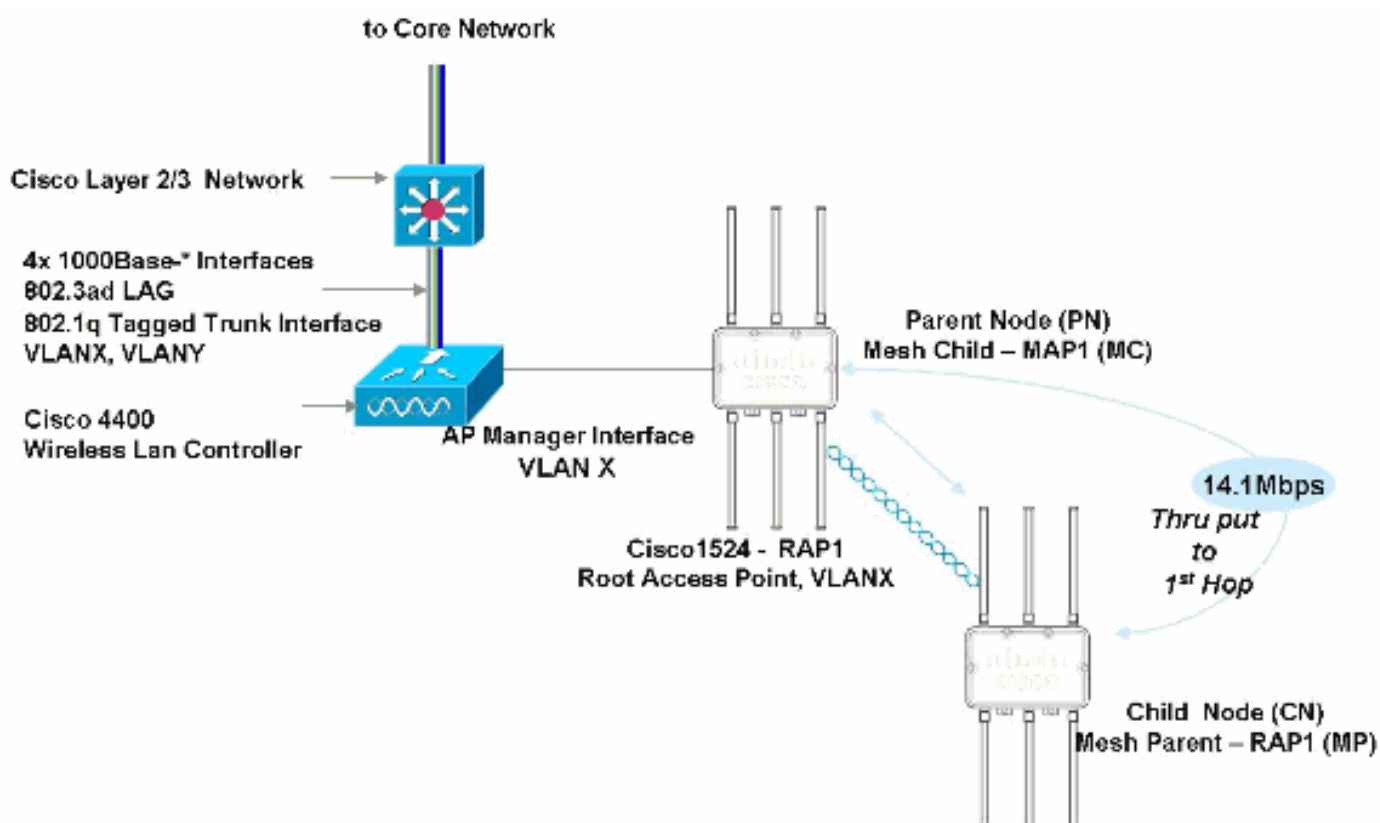 to Core Network
Cisco Layer 2/3 Network
4x 1000Base-* Interfaces
802.3ad LAG
802.1q Tagged Trunk Interface
VLANX, VLANY
Cisco 4400
Wireless Lan Controller
AP Manager Interface
VLAN X
Cisco1524 - RAP1
Root Access Point, VLANX
Parent Node (PN)
Mesh Child – MAP1 (MC)
14.1Mbps
Thru put
to
1st Hop
Child Node (CN)
Mesh Parent – RAP1 (MP)